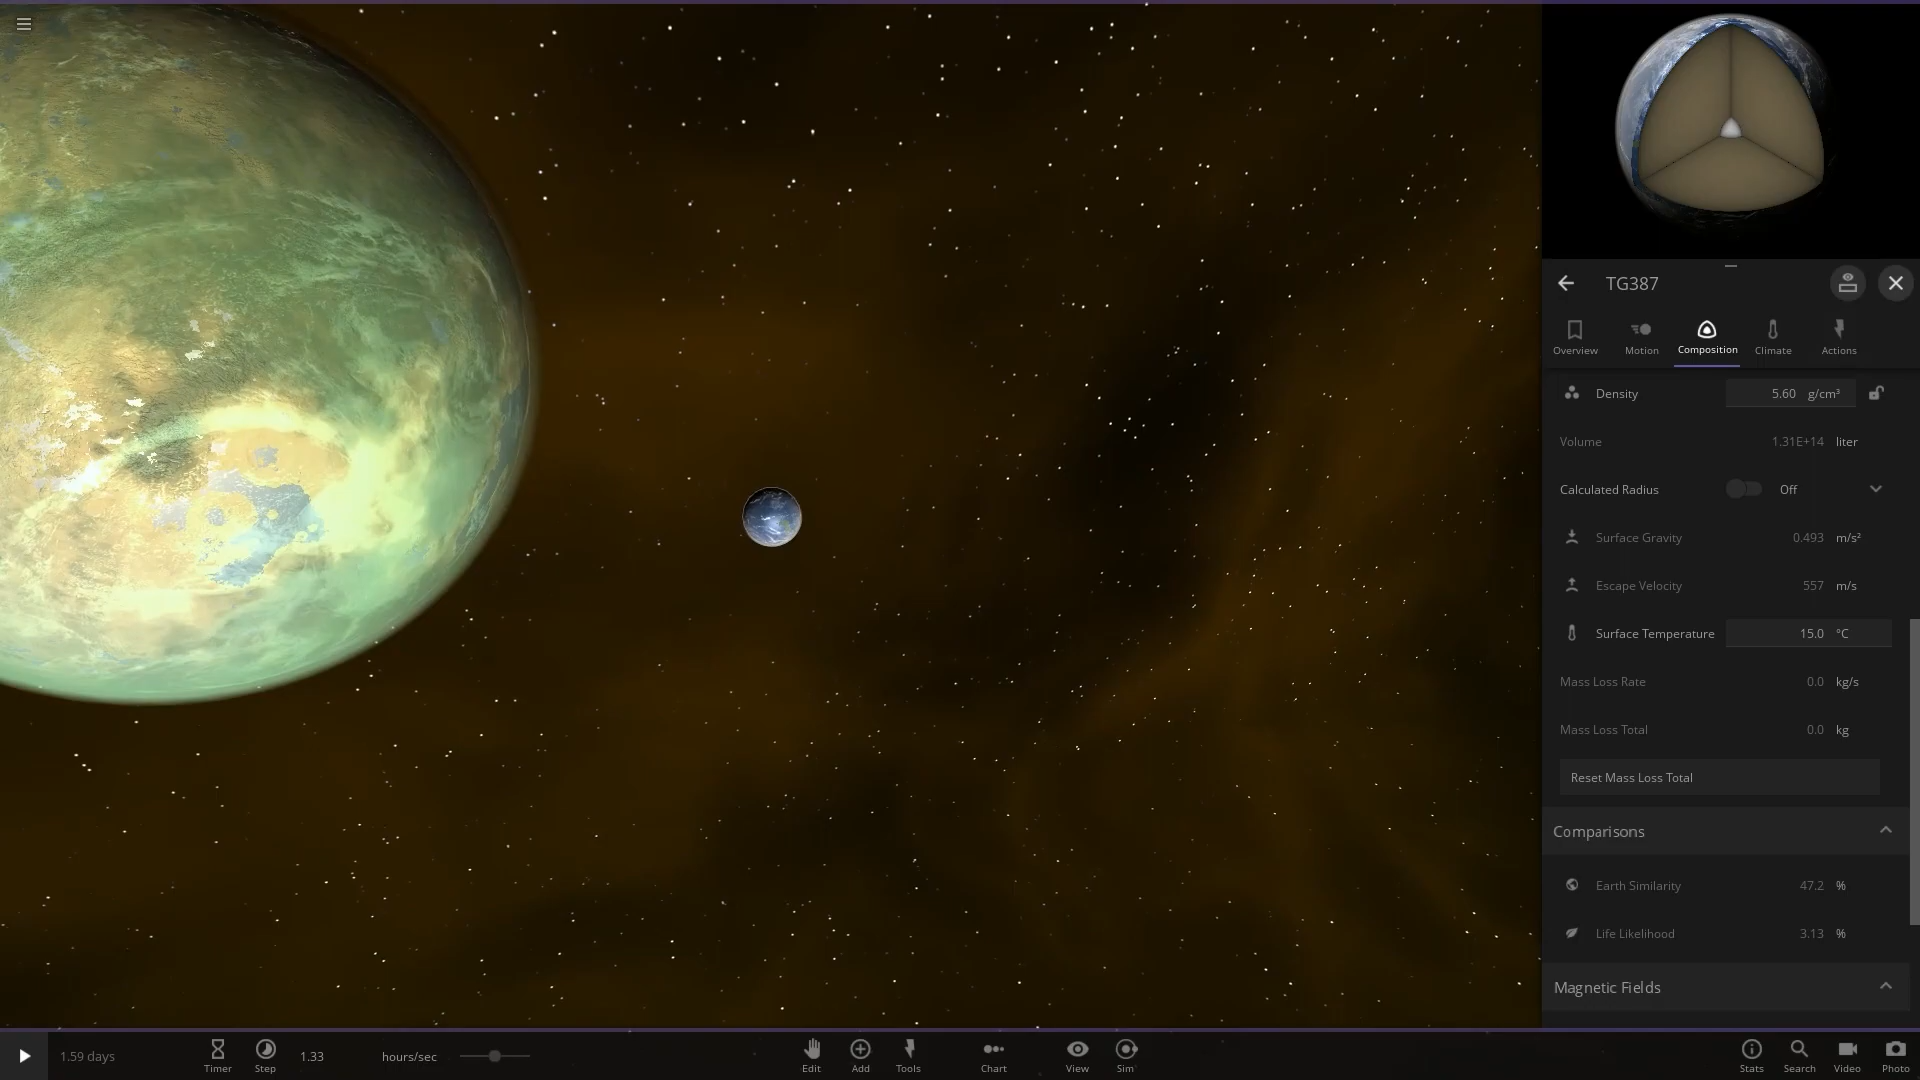 TG387
Overview Motion Composition Climate Actions
Density 5.60 g/cm³
Volume 1.31E+14 liter
Calculated Radius Off
Surface Gravity 0.493 m/s²
Escape Velocity 557 m/s
Surface Temperature 15.0 °C
Mass Loss Rate 0.0 kg/s
Mass Loss Total 0.0 kg
Reset Mass Loss Total
Comparisons
Earth Similarity 47.2 %
Life Likelihood 3.13 %
Magnetic Fields
1.59 days 1.33 hours/sec
Timer Step Edit Add Tools Chart View Sim Stats Search Video Photo